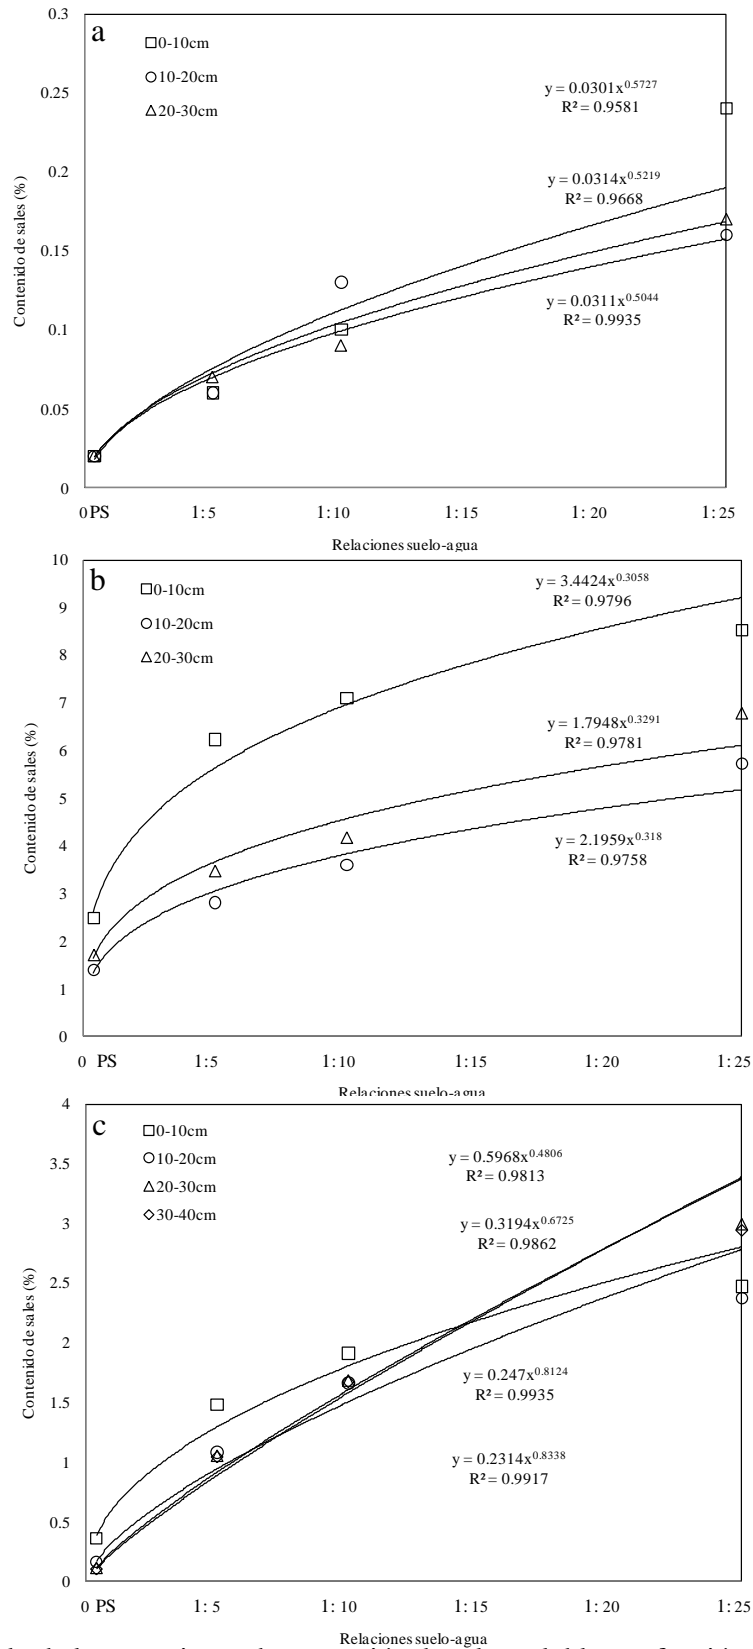 a
0-10cm
10-20cm
20-30cm
y = 0.0301x^0.5727
R² = 0.9581
y = 0.0314x^0.5219
R² = 0.9668
y = 0.0311x^0.5044
R² = 0.9935
Contenido de sales (%)
0.3
0.25
0.2
0.15
0.1
0.05
0
0 PS 1:5 1:10 1:15 1:20 1:25
Relaciones suelo-agua
b
0-10cm
10-20cm
20-30cm
y = 3.4424x^0.3058
R² = 0.9796
y = 1.7948x^0.3291
R² = 0.9781
y = 2.1959x^0.318
R² = 0.9758
Contenido de sales (%)
10
9
8
7
6
5
4
3
2
1
0
0 PS 1:5 1:10 1:15 1:20 1:25
Relaciones suelo-agua
c
0-10cm
10-20cm
20-30cm
30-40cm
y = 0.5968x^0.4806
R² = 0.9813
y = 0.3194x^0.6725
R² = 0.9862
y = 0.247x^0.8124
R² = 0.9935
y = 0.2314x^0.8338
R² = 0.9917
Contenido de sales (%)
4
3.5
3
2.5
2
1.5
1
0.5
0
0 PS 1:5 1:10 1:15 1:20 1:25
Relaciones suelo-agua